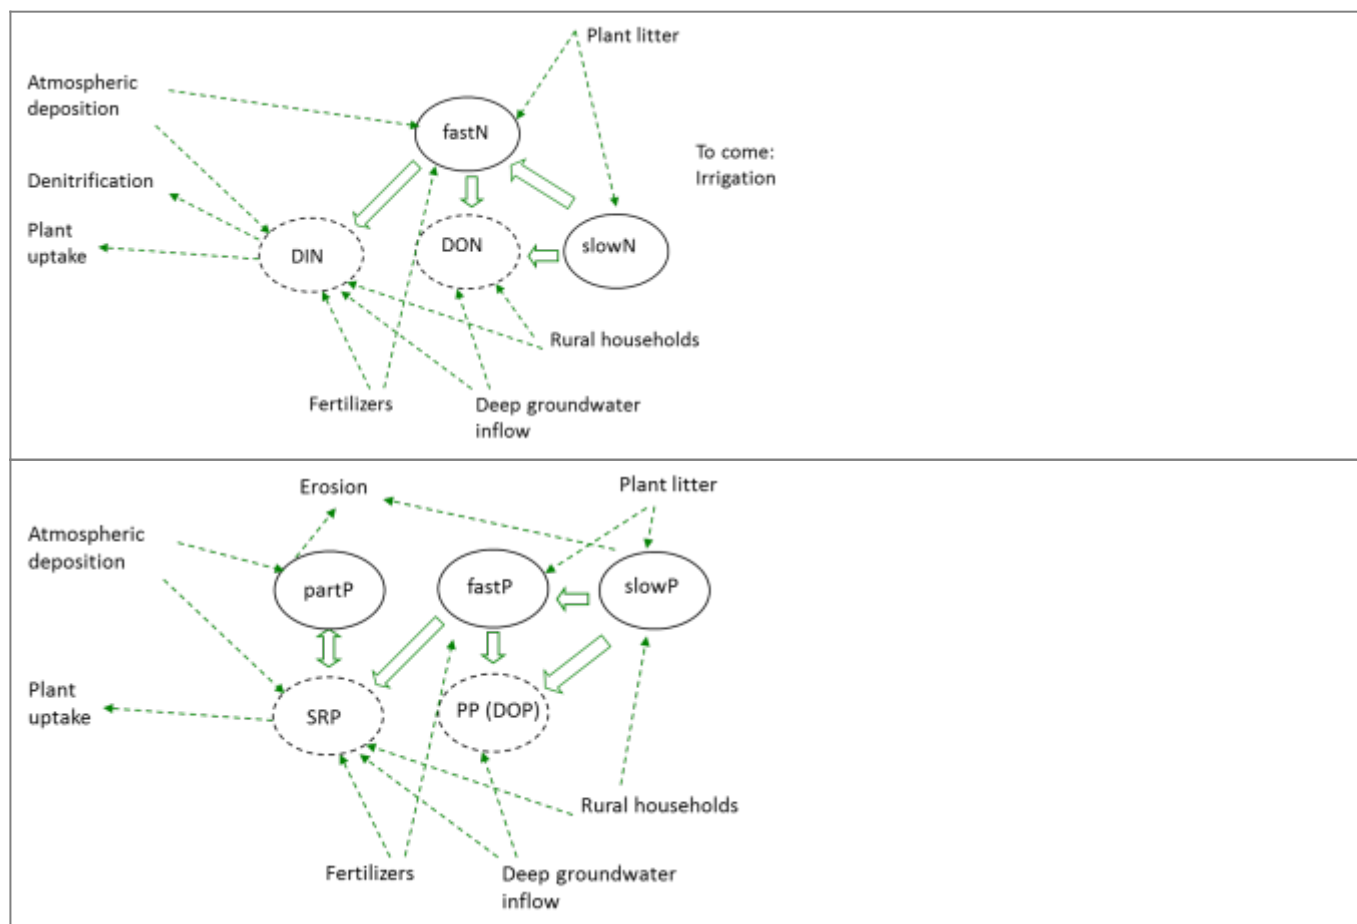 Plant litter
Atmospheric
deposition
fastN
To come:
Irrigation
Denitrification
Plant
uptake
DIN
DON
slowN
Rural households
Fertilizers
Deep groundwater
inflow
Erosion
Plant litter
Atmospheric
deposition
partP
fastP
slowP
Plant
uptake
SRP
PP (DOP)
Rural households
Fertilizers
Deep groundwater
inflow